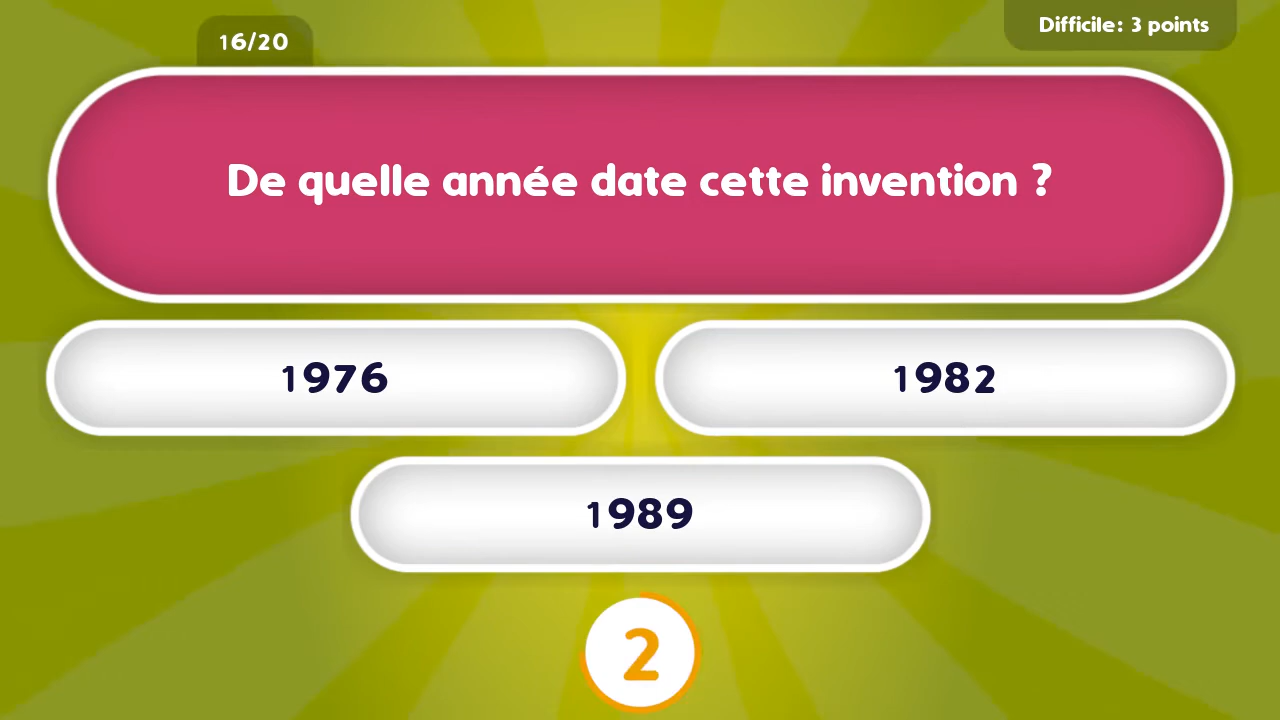 16/20
Difficile: 3 points
De quelle année date cette invention ?
1976
1982
1989
2